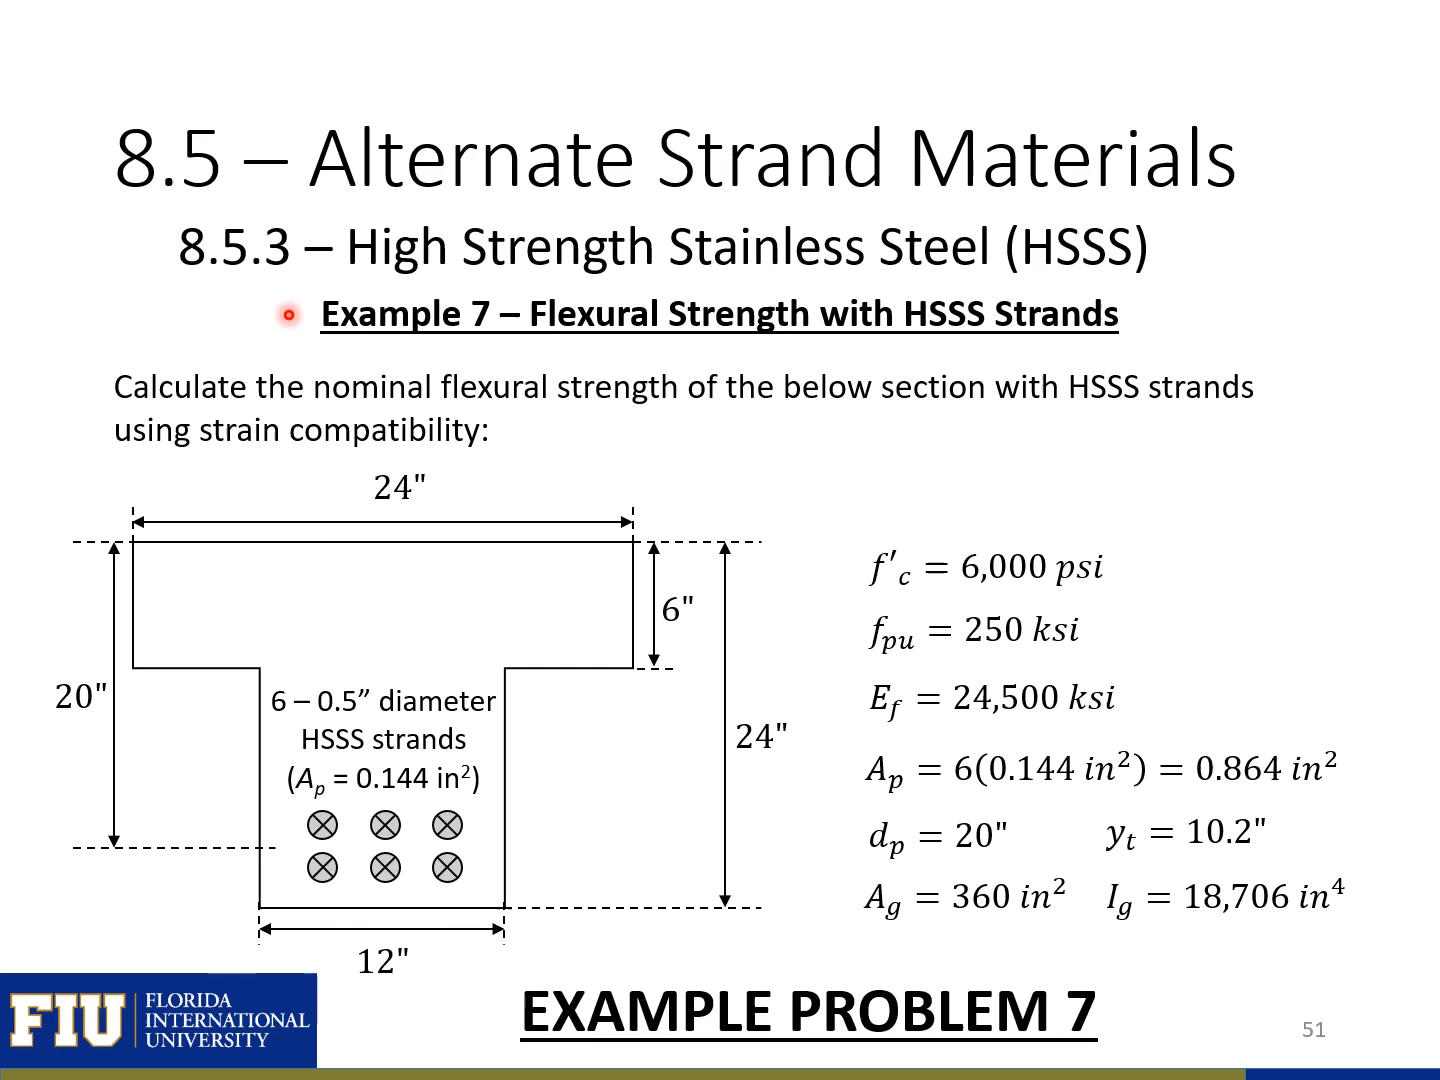 8.5 – Alternate Strand Materials
8.5.3 – High Strength Stainless Steel (HSSS)
Example 7 – Flexural Strength with HSSS Strands
Calculate the nominal flexural strength of the below section with HSSS strands
using strain compatibility:
24"
6"
20"
6 – 0.5” diameter
HSSS strands
(Aₚ = 0.144 in²)
24"
12"
f′c = 6,000 psi
fpu = 250 ksi
Ef = 24,500 ksi
Ap = 6(0.144 in²) = 0.864 in²
dp = 20"
yt = 10.2"
Ag = 360 in²
Ig = 18,706 in⁴
FIU
FLORIDA
INTERNATIONAL
UNIVERSITY
EXAMPLE PROBLEM 7
51